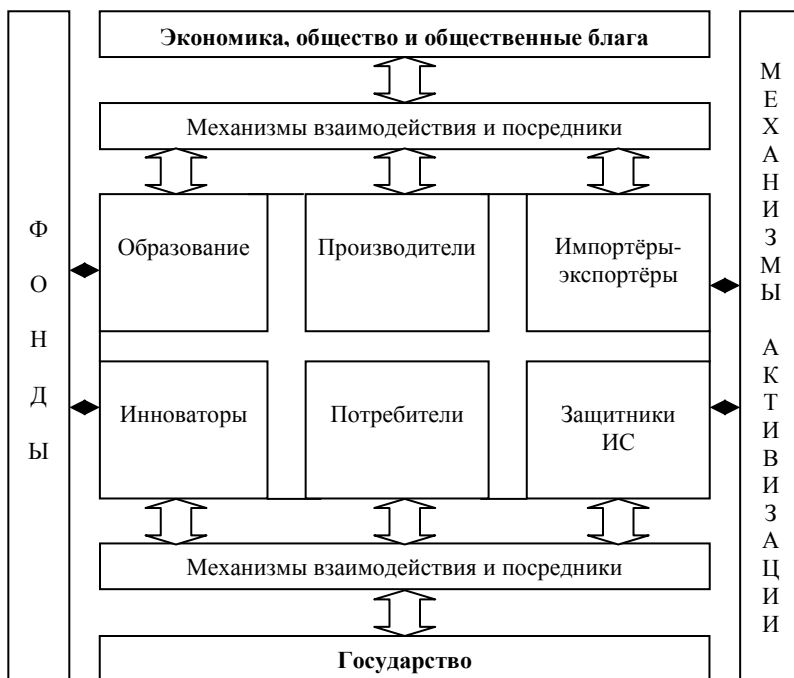 Экономика, общество и общественные блага
Механизмы взаимодействия и посредники
Образование
Производители
Импортёры-
экспортёры
Инноваторы
Потребители
Защитники
ИС
Механизмы взаимодействия и посредники
Государство
ФОНДЫ
МЕХАНИЗМЫ АКТИВИЗАЦИИ